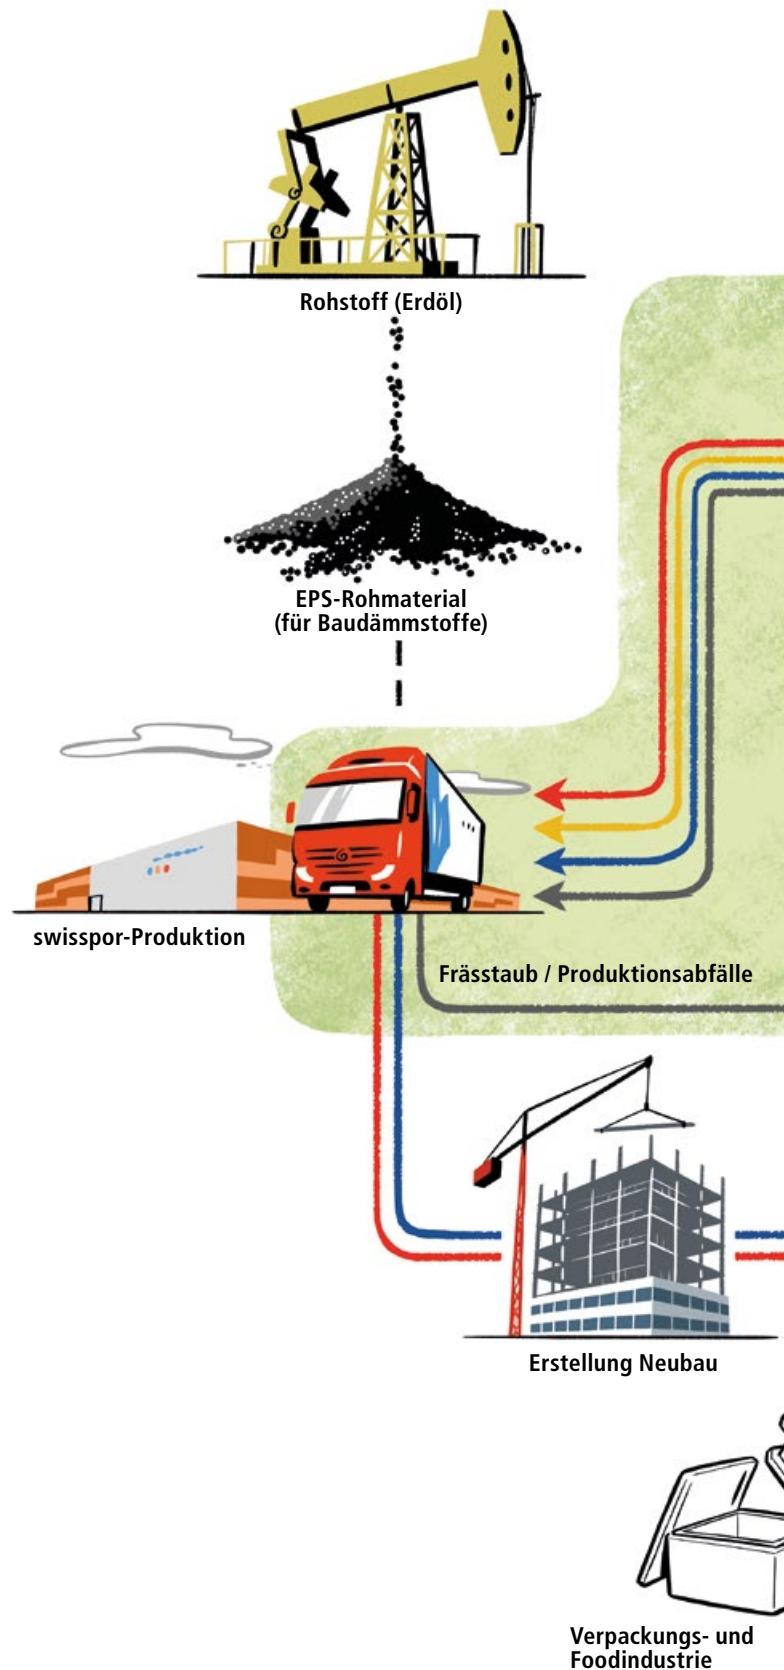 Rohstoff (Erdöl)
EPS-Rohmaterial
(für Baudämmstoffe)
swisspor-Produktion
Frässtaub / Produktionsabfälle
Erstellung Neubau
Verpackungs- und
Foodindustrie